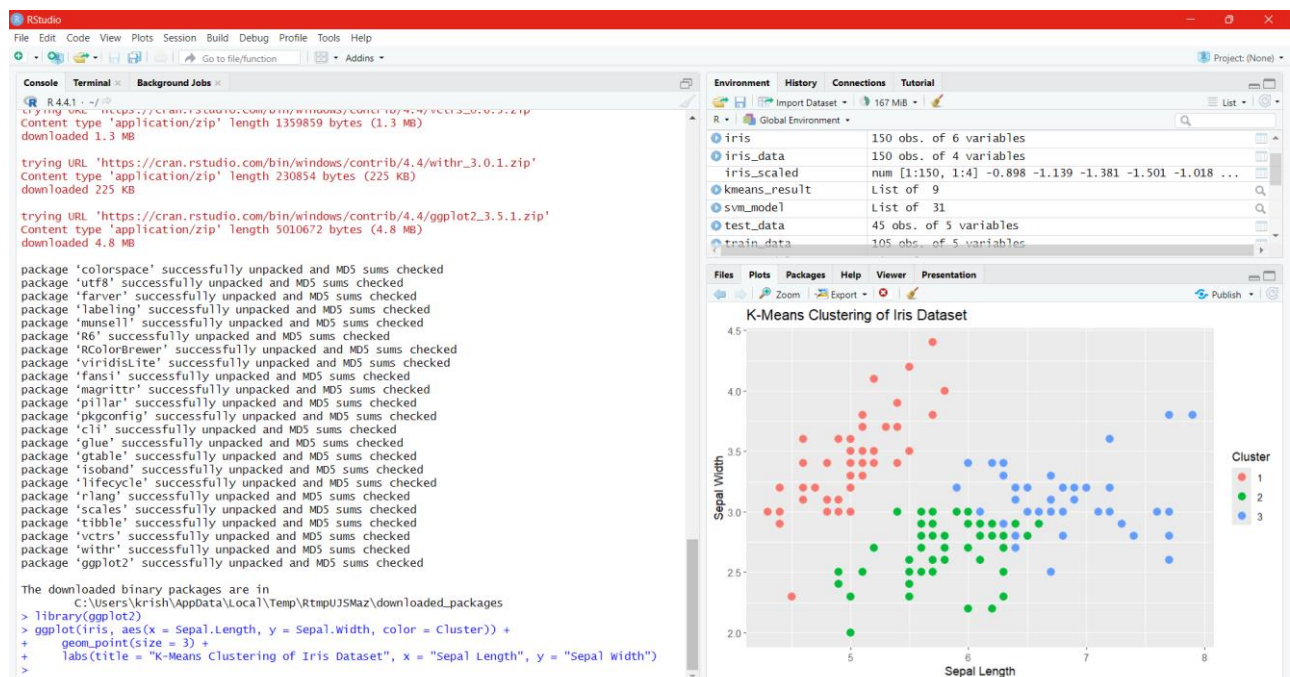 RStudio
File Edit Code View Plots Session Build Debug Profile Tools Help
Go to file/function
Addins
Project: (None)
Console Terminal Background Jobs
R 4.4.1 · ~/
Content type 'application/zip' length 1359859 bytes (1.3 MB)
downloaded 1.3 MB
trying URL 'https://cran.rstudio.com/bin/windows/contrib/4.4/withr_3.0.1.zip'
Content type 'application/zip' length 230854 bytes (225 KB)
downloaded 225 KB
trying URL 'https://cran.rstudio.com/bin/windows/contrib/4.4/ggplot2_3.5.1.zip'
Content type 'application/zip' length 5010672 bytes (4.8 MB)
downloaded 4.8 MB
package ‘colorspace’ successfully unpacked and MD5 sums checked
package ‘utf8’ successfully unpacked and MD5 sums checked
package ‘farver’ successfully unpacked and MD5 sums checked
package ‘labeling’ successfully unpacked and MD5 sums checked
package ‘munsell’ successfully unpacked and MD5 sums checked
package ‘R6’ successfully unpacked and MD5 sums checked
package ‘RColorBrewer’ successfully unpacked and MD5 sums checked
package ‘viridisLite’ successfully unpacked and MD5 sums checked
package ‘fansi’ successfully unpacked and MD5 sums checked
package ‘magrittr’ successfully unpacked and MD5 sums checked
package ‘pillar’ successfully unpacked and MD5 sums checked
package ‘pkgconfig’ successfully unpacked and MD5 sums checked
package ‘cli’ successfully unpacked and MD5 sums checked
package ‘glue’ successfully unpacked and MD5 sums checked
package ‘gtable’ successfully unpacked and MD5 sums checked
package ‘isoband’ successfully unpacked and MD5 sums checked
package ‘lifecycle’ successfully unpacked and MD5 sums checked
package ‘rlang’ successfully unpacked and MD5 sums checked
package ‘scales’ successfully unpacked and MD5 sums checked
package ‘tibble’ successfully unpacked and MD5 sums checked
package ‘vctrs’ successfully unpacked and MD5 sums checked
package ‘withr’ successfully unpacked and MD5 sums checked
package ‘ggplot2’ successfully unpacked and MD5 sums checked
The downloaded binary packages are in
C:\Users\krish\AppData\Local\Temp\RtmpUJSMaz\downloaded_packages
> library(ggplot2)
> ggplot(iris, aes(x = Sepal.Length, y = Sepal.Width, color = Cluster)) +
+ geom_point(size = 3) +
+ labs(title = "K-Means Clustering of Iris Dataset", x = "Sepal Length", y = "Sepal Width")
>
Environment History Connections Tutorial
Import Dataset 167 MiB List
R Global Environment
iris 150 obs. of 6 variables
iris_data 150 obs. of 4 variables
iris_scaled num [1:150, 1:4] -0.898 -1.139 -1.381 -1.501 -1.018 ...
kmeans_result List of 9
svm_model List of 31
test_data 45 obs. of 5 variables
train_data 105 obs. of 5 variables
Files Plots Packages Help Viewer Presentation
Zoom Export Publish
K-Means Clustering of Iris Dataset
4.5
4.0
3.5
3.0
2.5
2.0
Sepal Width
5 6 7 8
Sepal Length
Cluster
1
2
3